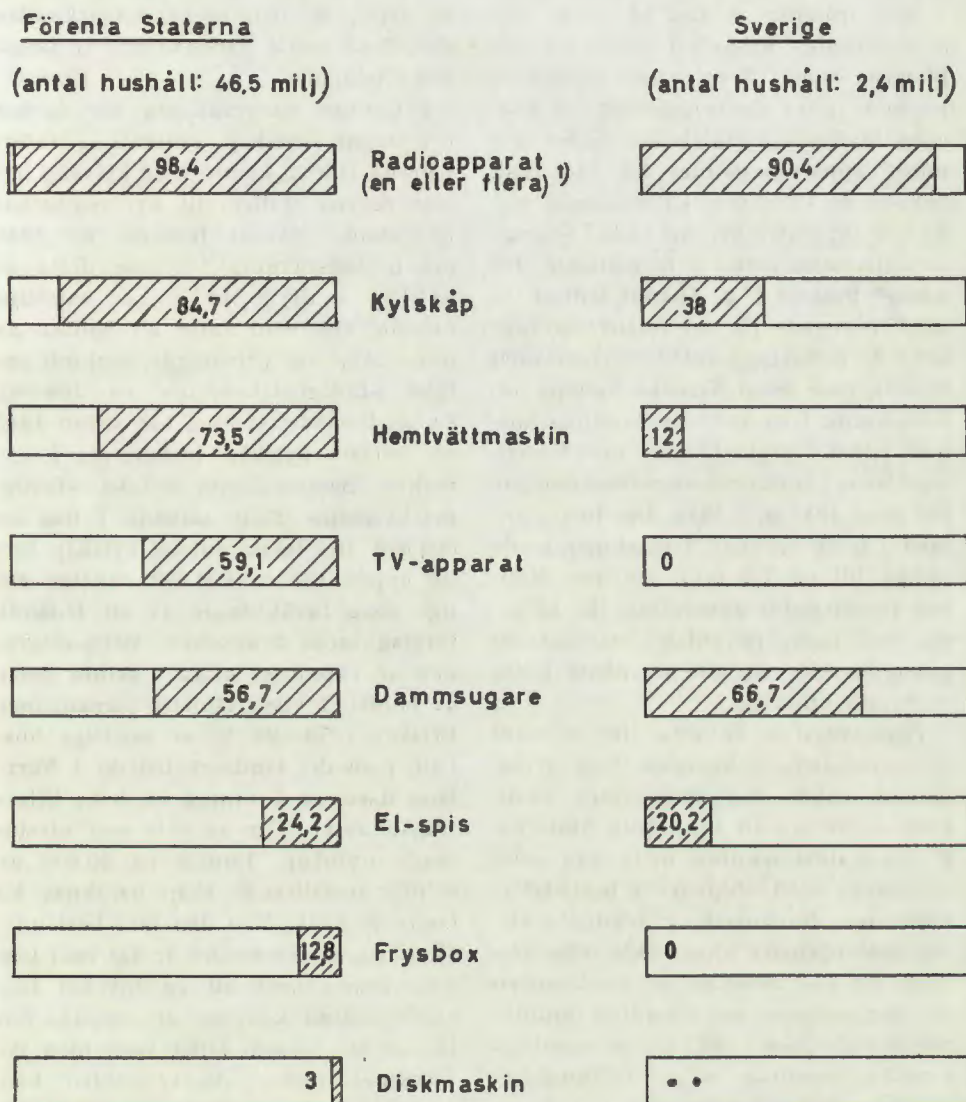 Förenta Staterna
Sverige
(antal hushåll: 46,5 milj)
(antal hushåll: 2,4 milj)
98,4
Radioapparat
(en eller flera) 1)
90,4
84,7
Kylskåp
38
73,5
Hemtvättmaskin
12
59,1
TV-apparat
0
56,7
Dammsugare
66,7
24,2
El-spis
20,2
12,8
Frysbox
0
3
Diskmaskin
••